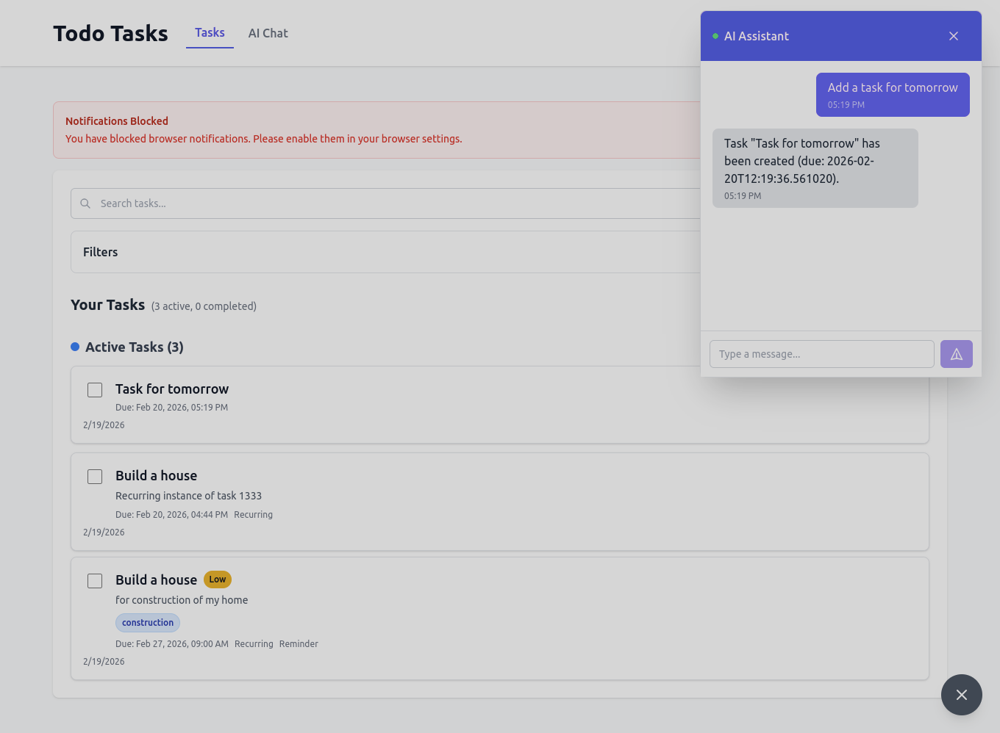 Todo Tasks
Tasks
AI Chat
Notifications Blocked
You have blocked browser notifications. Please enable them in your browser settings.
Search tasks...
Filters
Your Tasks (3 active, 0 completed)
Active Tasks (3)
Task for tomorrow
Due: Feb 20, 2026, 05:19 PM
2/19/2026
Build a house
Recurring instance of task 1333
Due: Feb 20, 2026, 04:44 PM Recurring
2/19/2026
Build a house Low
for construction of my home
construction
Due: Feb 27, 2026, 09:00 AM Recurring Reminder
2/19/2026
AI Assistant
Add a task for tomorrow
05:19 PM
Task "Task for tomorrow" has
been created (due: 2026-02-
20T12:19:36.561020).
05:19 PM
Type a message...